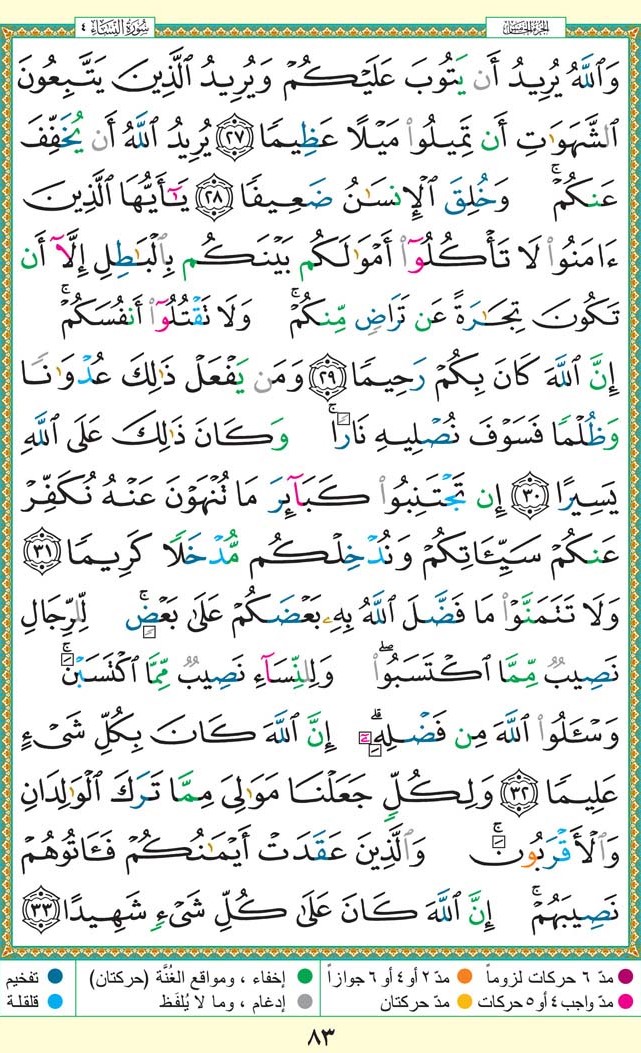 الجزء الخامس
سورة النساء ٤
وَٱللَّهُ يُرِيدُ أَن يَتُوبَ عَلَيْكُمْ وَيُرِيدُ ٱلَّذِينَ يَتَّبِعُونَ
ٱلشَّهَوَٰتِ أَن تَمِيلُوا۟ مَيْلًا عَظِيمًا ٢٧ يُرِيدُ ٱللَّهُ أَن يُخَفِّفَ
عَنكُمْ ۚ وَخُلِقَ ٱلْإِنسَـٰنُ ضَعِيفًا ٢٨ يَـٰٓأَيُّهَا ٱلَّذِينَ
ءَامَنُوا۟ لَا تَأْكُلُوٓا۟ أَمْوَٰلَكُم بَيْنَكُم بِٱلْبَـٰطِلِ إِلَّآ أَن
تَكُونَ تِجَـٰرَةً عَن تَرَاضٍ مِّنكُمْ ۚ وَلَا تَقْتُلُوٓا۟ أَنفُسَكُمْ ۚ
إِنَّ ٱللَّهَ كَانَ بِكُمْ رَحِيمًا ٢٩ وَمَن يَفْعَلْ ذَٰلِكَ عُدْوَٰنًا
وَظُلْمًا فَسَوْفَ نُصْلِيهِ نَارًا ۚ وَكَانَ ذَٰلِكَ عَلَى ٱللَّهِ
يَسِيرًا ٣٠ إِن تَجْتَنِبُوا۟ كَبَآئِرَ مَا تُنْهَوْنَ عَنْهُ نُكَفِّرْ
عَنكُمْ سَيِّـَٔاتِكُمْ وَنُدْخِلْكُم مُّدْخَلًا كَرِيمًا ٣١
وَلَا تَتَمَنَّوْا۟ مَا فَضَّلَ ٱللَّهُ بِهِۦ بَعْضَكُمْ عَلَىٰ بَعْضٍ ۚ لِّلرِّجَالِ
نَصِيبٌ مِّمَّا ٱكْتَسَبُوا۟ ۖ وَلِلنِّسَآءِ نَصِيبٌ مِّمَّا ٱكْتَسَبْنَ ۚ
وَسْـَٔلُوا۟ ٱللَّهَ مِن فَضْلِهِۦٓ ۗ إِنَّ ٱللَّهَ كَانَ بِكُلِّ شَىْءٍ
عَلِيمًا ٣٢ وَلِكُلٍّ جَعَلْنَا مَوَٰلِىَ مِمَّا تَرَكَ ٱلْوَٰلِدَانِ
وَٱلْأَقْرَبُونَ ۚ وَٱلَّذِينَ عَقَدَتْ أَيْمَـٰنُكُمْ فَـَٔاتُوهُمْ
نَصِيبَهُمْ ۚ إِنَّ ٱللَّهَ كَانَ عَلَىٰ كُلِّ شَىْءٍ شَهِيدًا ٣٣
مدّ ٦ حركات لزوماً مدّ ٢ أو ٤ أو ٦ جوازاً إخفاء ، ومواقع الغُنَّة (حركتان) تفخيم
مدّ واجب ٤ أو ٥ حركات مدّ حركتان إدغام ، وما لا يُلفَظ قلقلة
٨٣